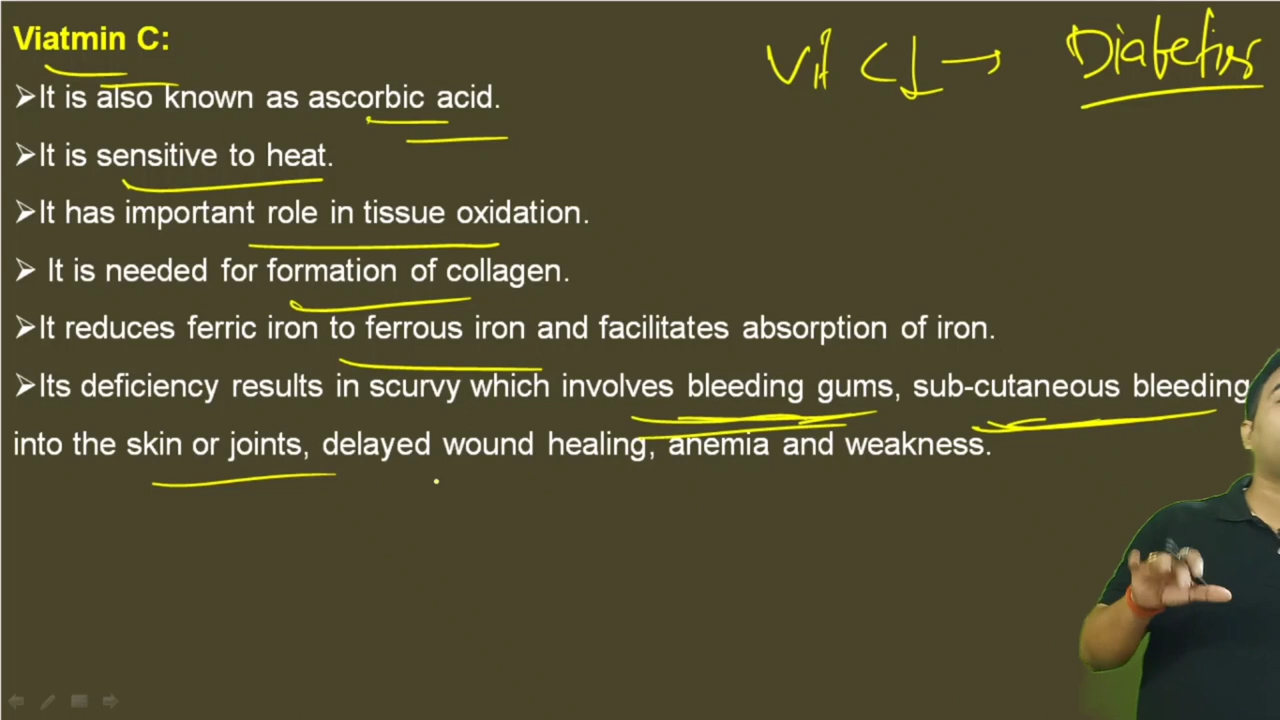 Viatmin C:
Vit C↓ → Diabeties
➢It is also known as ascorbic acid.
➢It is sensitive to heat.
➢It has important role in tissue oxidation.
➢ It is needed for formation of collagen.
➢It reduces ferric iron to ferrous iron and facilitates absorption of iron.
➢Its deficiency results in scurvy which involves bleeding gums, sub-cutaneous bleeding
into the skin or joints, delayed wound healing, anemia and weakness.